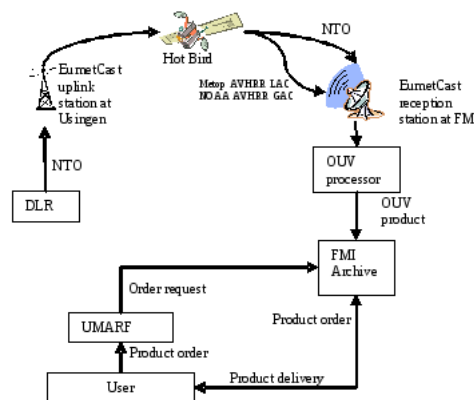 NTO
Hot Bird
EumetCast
uplink
station at
Usingen
Metop AVHRR LAC
NOAA AVHRR GAC
EumetCast
reception
station at FM
NTO
DLR
OUV
processor
OUV
product
FMI
Archive
Order request
Product order
UMARF
Product order
Product delivery
User